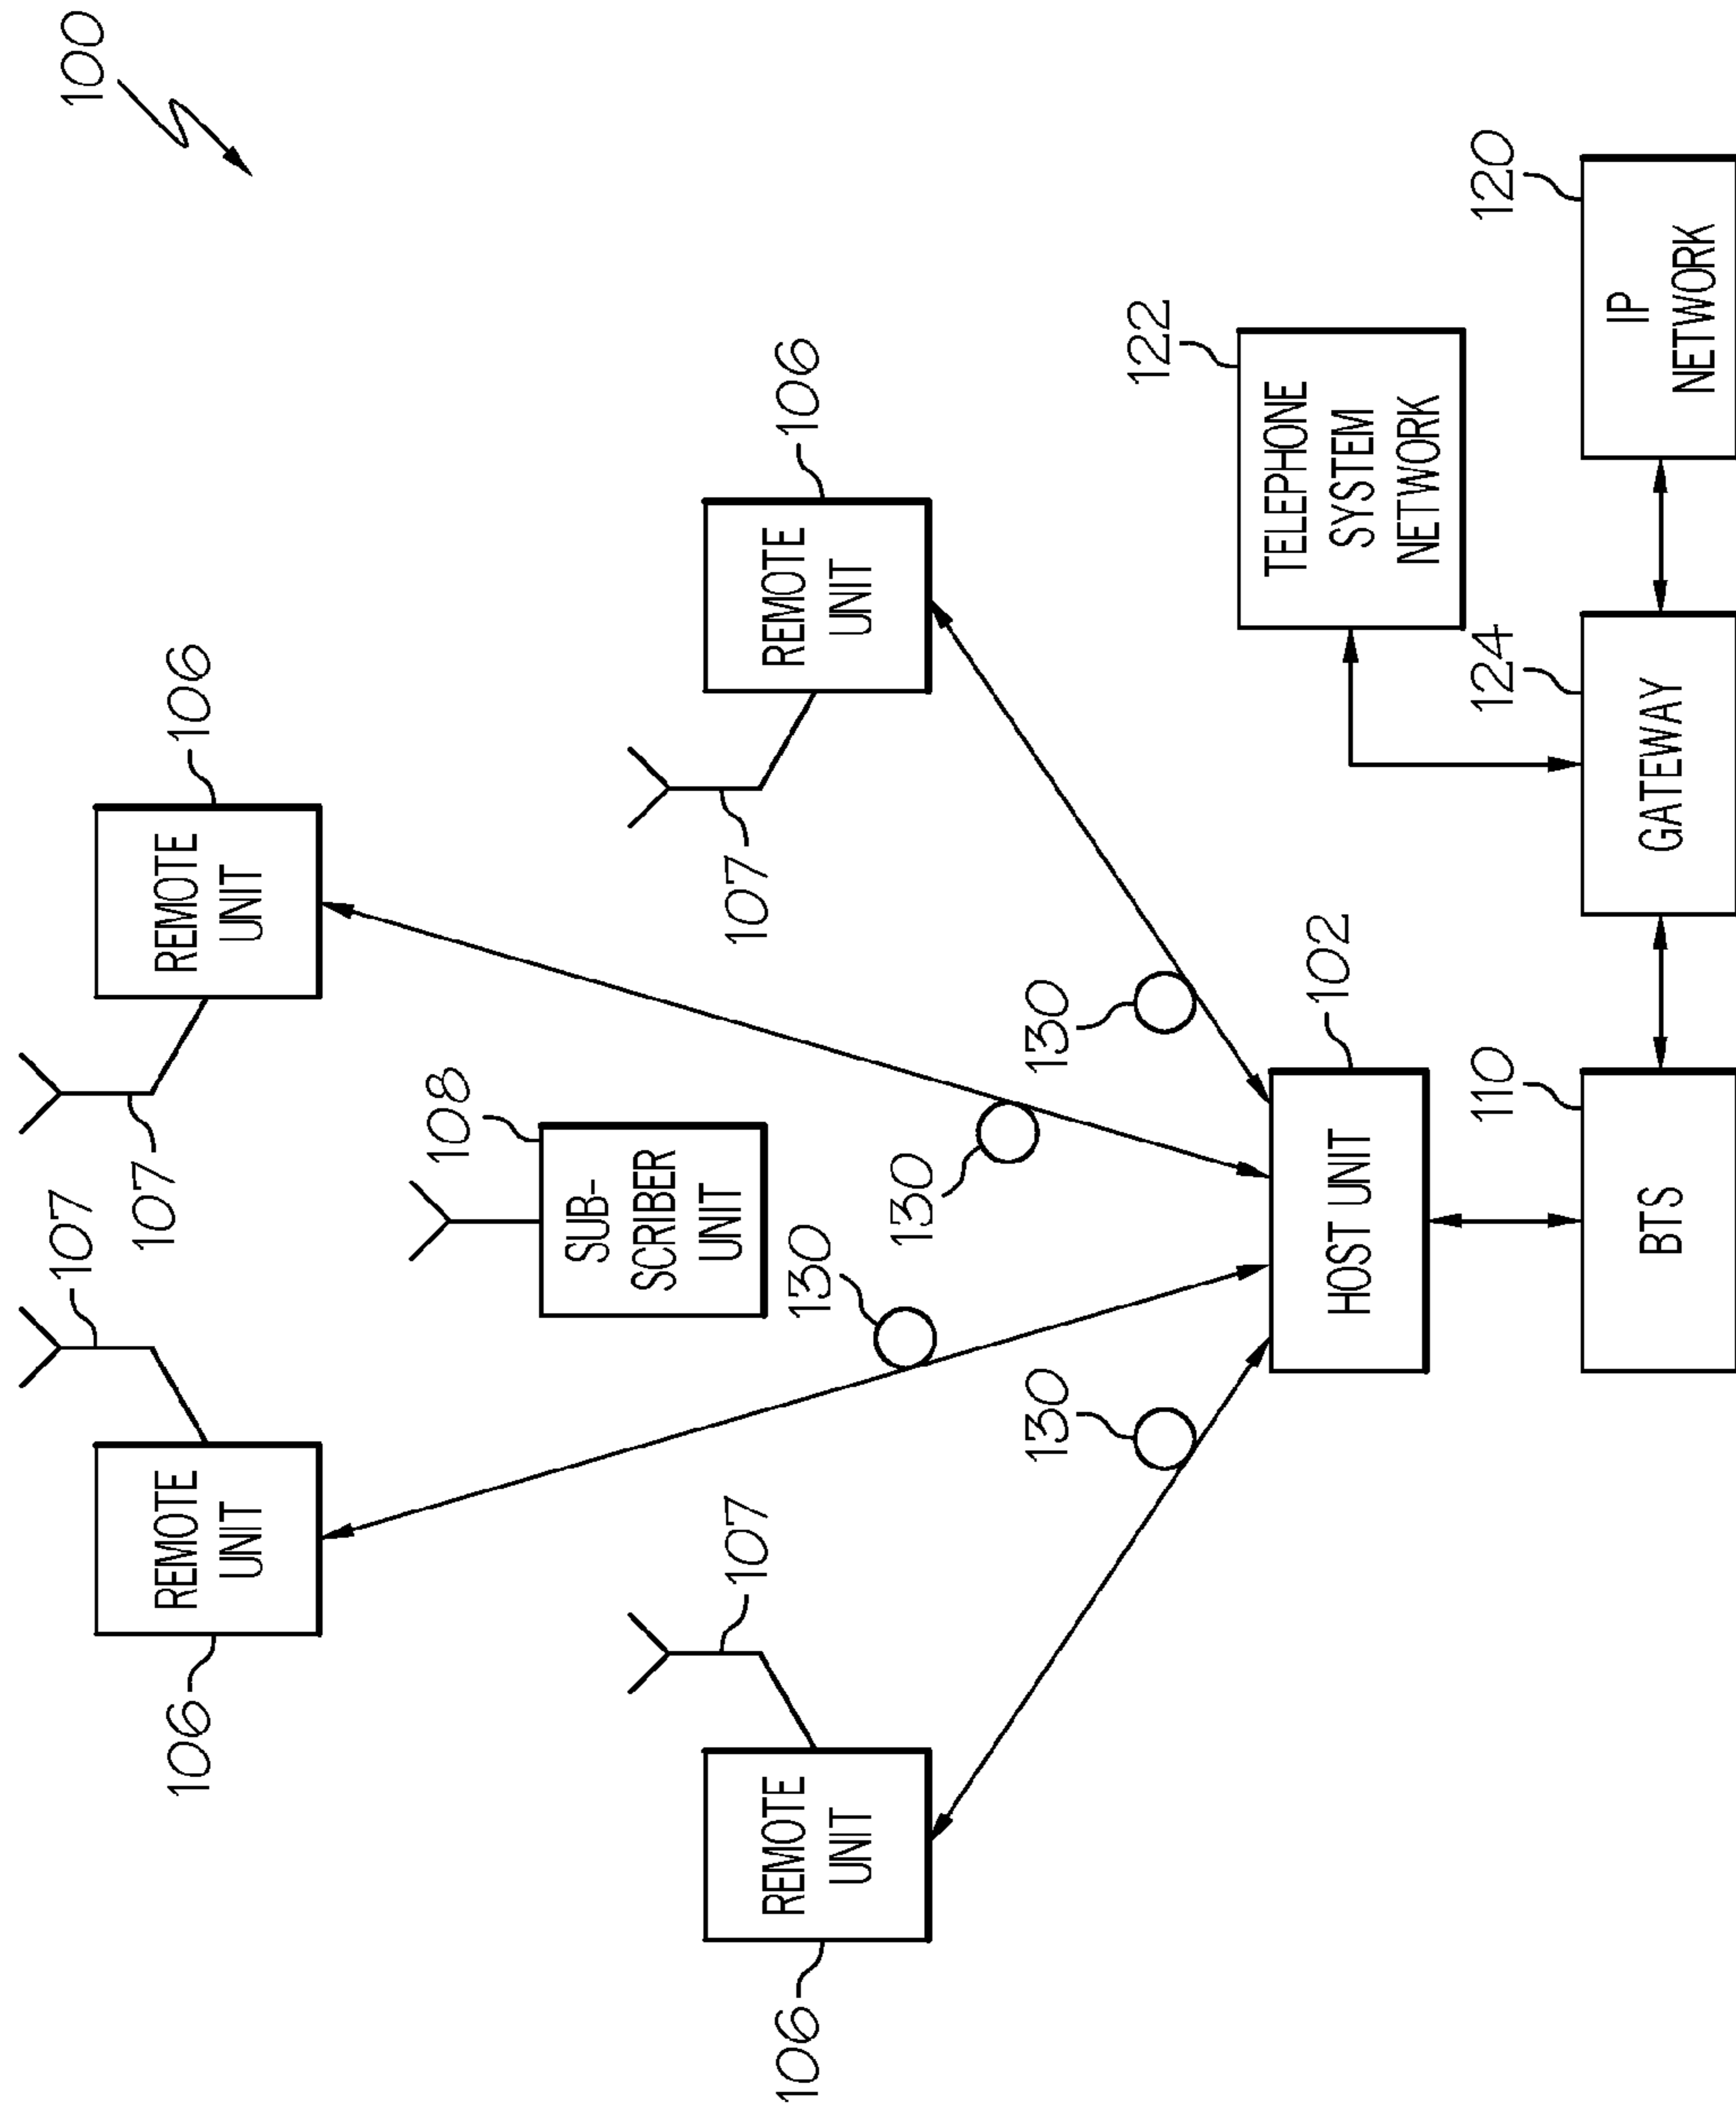 100
107
107
106
REMOTE
UNIT
REMOTE
UNIT
106
108
SUB-
SCRIBER
UNIT
107
107
106
REMOTE
UNIT
REMOTE
UNIT
106
130
130
130
130
122
TELEPHONE
SYSTEM
NETWORK
HOST UNIT
102
110
124
120
BTS
GATEWAY
IP
NETWORK